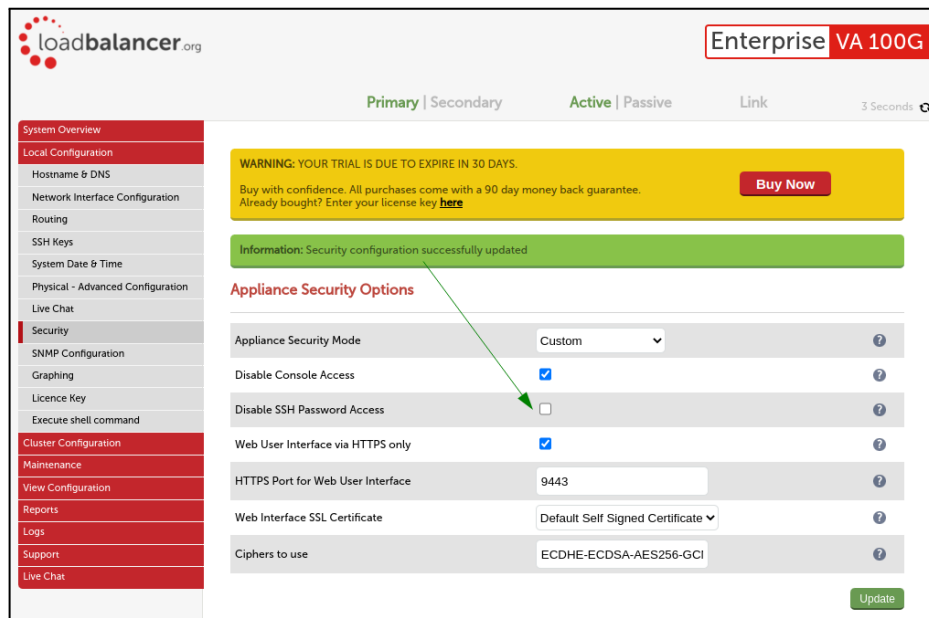 loadbalancer.org
Enterprise VA 100G
Primary | Secondary
Active | Passive
Link
3 Seconds
System Overview
Local Configuration
Hostname & DNS
Network Interface Configuration
Routing
SSH Keys
System Date & Time
Physical - Advanced Configuration
Live Chat
Security
SNMP Configuration
Graphing
Licence Key
Execute shell command
Cluster Configuration
Maintenance
View Configuration
Reports
Logs
Support
Live Chat
WARNING: YOUR TRIAL IS DUE TO EXPIRE IN 30 DAYS.
Buy with confidence. All purchases come with a 90 day money back guarantee.
Already bought? Enter your license key here
Buy Now
Information: Security configuration successfully updated
Appliance Security Options
Appliance Security Mode Custom ?
Disable Console Access ?
Disable SSH Password Access ?
Web User Interface via HTTPS only ?
HTTPS Port for Web User Interface 9443 ?
Web Interface SSL Certificate Default Self Signed Certificate ?
Ciphers to use ECDHE-ECDSA-AES256-GCI ?
Update